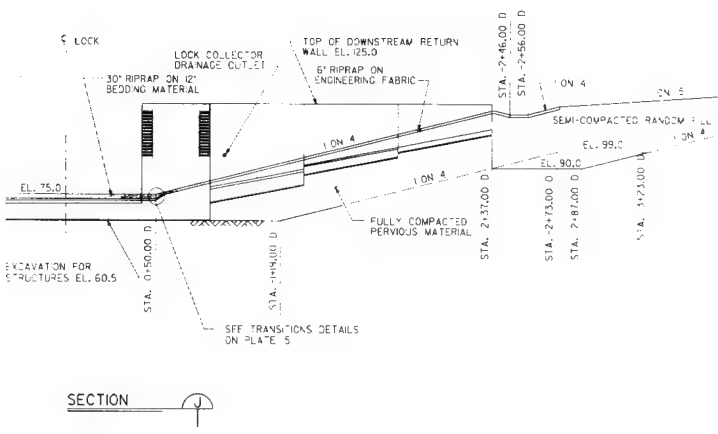 ℄ LOCK
LOCK COLLECTOR
DRAINAGE OUTLET
TOP OF DOWNSTREAM RETURN
WALL EL. 125.0
30" RIPRAP ON 12"
BEDDING MATERIAL
6" RIPRAP ON
ENGINEERING FABRIC
STA. -2+46.00 D
STA. -2+56.00 D
1 ON 4
SEMI-COMPACTED RANDOM FILL
1 ON 4
1 ON 4
EL. 99.0
EL. 90.0
EL. 75.0
1 ON 4
FULLY COMPACTED
PERVIOUS MATERIAL
EXCAVATION FOR
STRUCTURES EL. 60.5
STA. 0+50.00 D
STA. -1+19.00 D
STA. 2+37.00 D
STA. -2+73.00 D
STA. 2+87.00 D
STA. 3+23.00 D
SEE TRANSITIONS DETAILS
ON PLATE 5
SECTION J